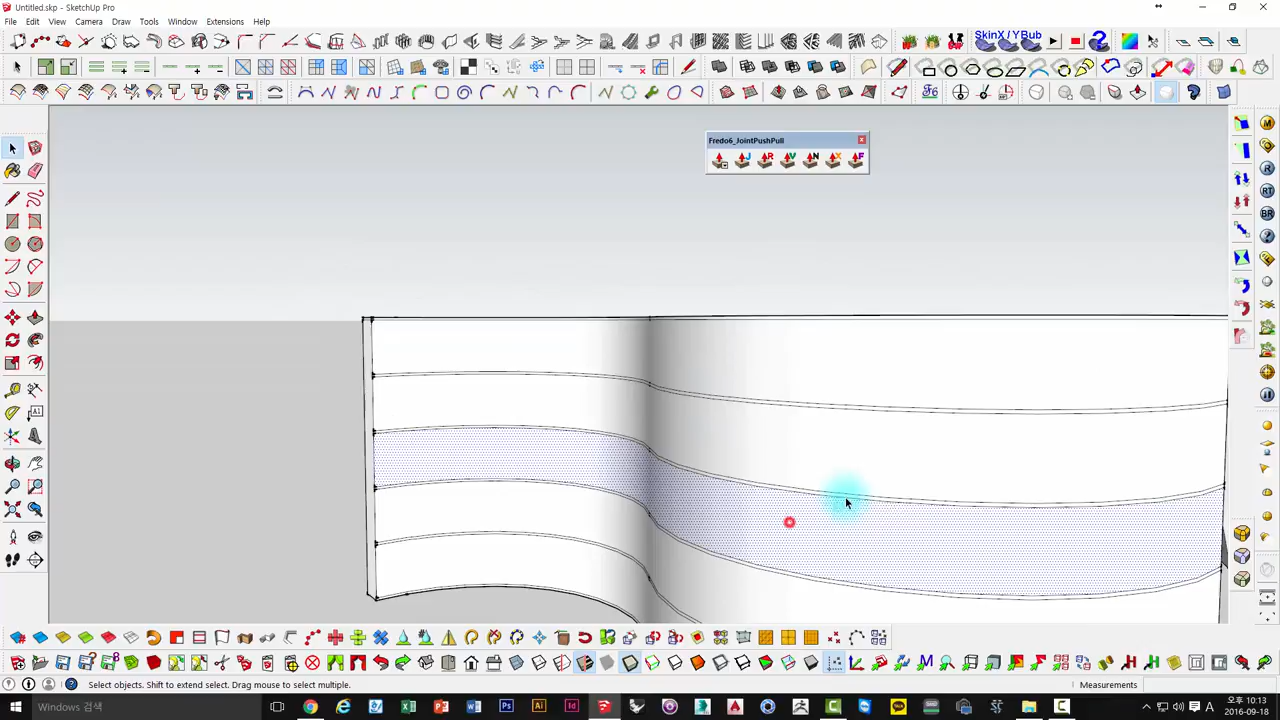 Untitled.skp - SketchUp Pro
File Edit View Camera Draw Tools Window Extensions Help
SkinX / YBub
Fredo6_JointPushPull
Select objects. Shift to extend select. Drag mouse to select multiple.
Measurements
Windows 검색
오후 10:13
2016-09-18